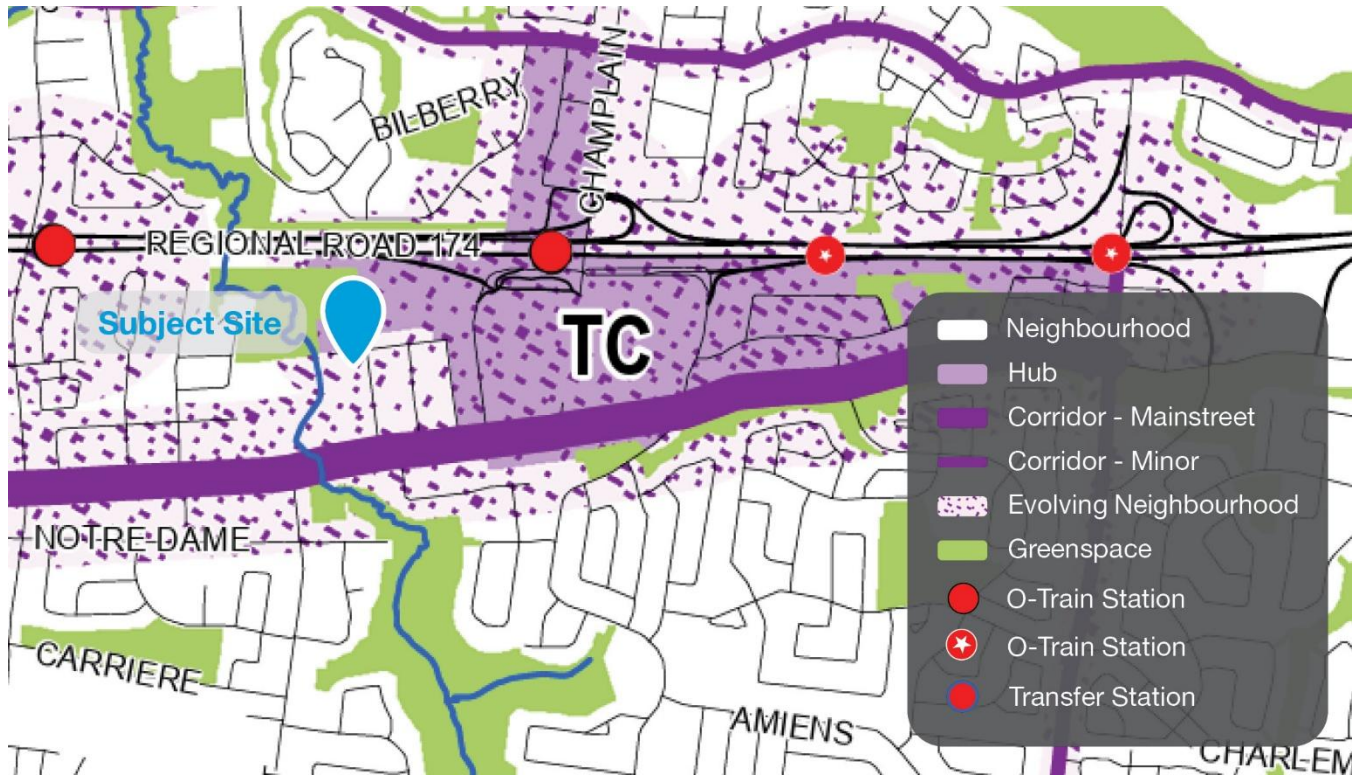 CHAMPLAIN
BILBERRY
REGIONAL ROAD 174
Subject Site
TC
NOTRE-DAME
CARRIERE
AMIENS
CHARLEM
Neighbourhood
Hub
Corridor - Mainstreet
Corridor - Minor
Evolving Neighbourhood
Greenspace
O-Train Station
O-Train Station
Transfer Station